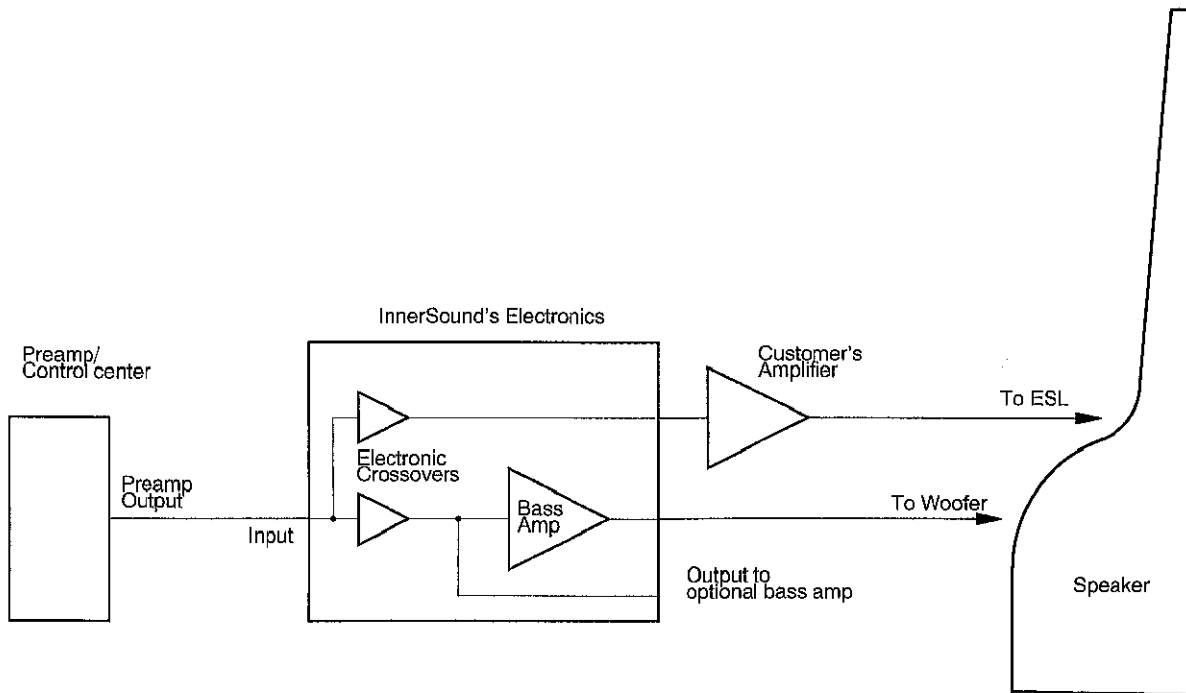 InnerSound's Electronics
Preamp/
Control center
Customer's
Amplifier
To ESL
Electronic
Crossovers
Preamp
Output
Input
Bass
Amp
To Woofer
Output to
optional bass amp
Speaker